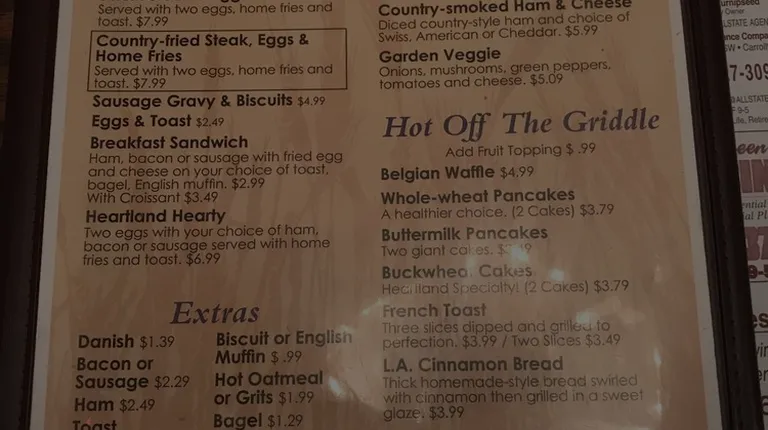 Served with two eggs, home fries and
toast. $7.99
Country-fried Steak, Eggs &
Home Fries
Served with two eggs, home fries and
toast. $7.99
Sausage Gravy & Biscuits $4.99
Eggs & Toast $2.49
Breakfast Sandwich
Ham, bacon or sausage with fried egg
and cheese on your choice of toast,
bagel, English muffin. $2.99
With Croissant $3.49
Heartland Hearty
Two eggs with your choice of ham,
bacon or sausage served with home
fries and toast. $6.99
Extras
Danish $1.39
Bacon or
Sausage $2.29
Ham $2.49
Toast
Biscuit or English
Muffin $ .99
Hot Oatmeal
or Grits $1.99
Bagel $1.29
Country-smoked Ham & Cheese
Diced country-style ham and choice of
Swiss, American or Cheddar. $5.99
Garden Veggie
Onions, mushrooms, green peppers,
tomatoes and cheese. $5.09
Hot Off The Griddle
Add Fruit Topping $ .99
Belgian Waffle $4.99
Whole-wheat Pancakes
A healthier choice. (2 Cakes) $3.79
Buttermilk Pancakes
Two giant cakes.
Buckwheat Cakes
Heartland Specialty! (2 Cakes) $3.79
French Toast
Three slices dipped and grilled to
perfection. $3.99 / Two Slices $3.49
L.A. Cinnamon Bread
Thick homemade-style bread swirled
with cinnamon then grilled in a sweet
glaze. $3.99
Owner
LSTATE AGEN
7-309
ALLSTATE